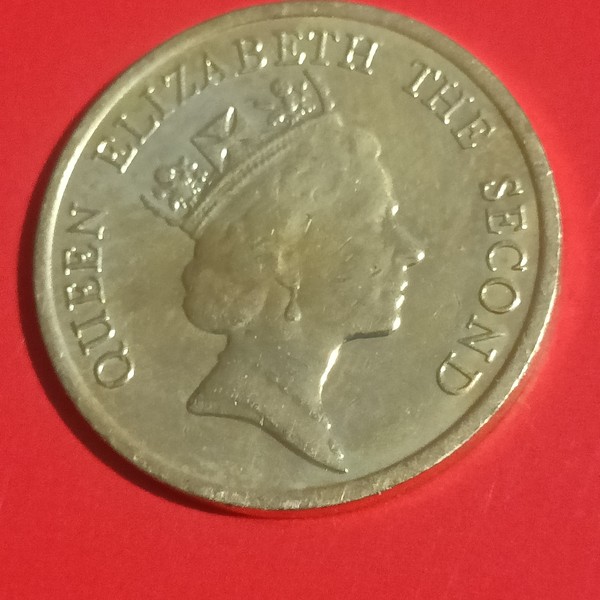 QUEEN ELIZABETH THE SECOND